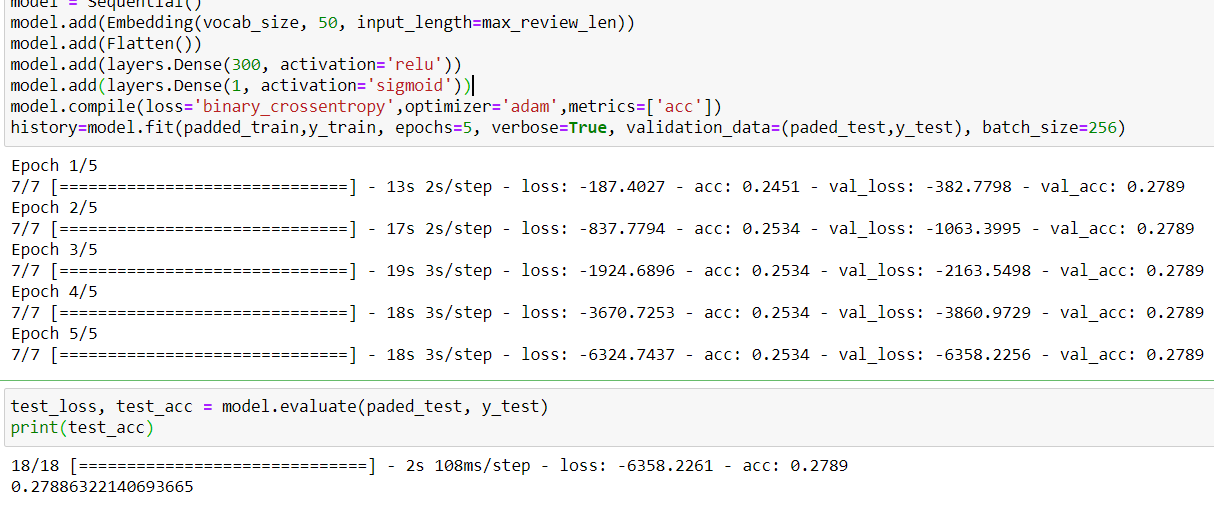 model = Sequential()
model.add(Embedding(vocab_size, 50, input_length=max_review_len))
model.add(Flatten())
model.add(layers.Dense(300, activation='relu'))
model.add(layers.Dense(1, activation='sigmoid'))
model.compile(loss='binary_crossentropy',optimizer='adam',metrics=['acc'])
history=model.fit(padded_train,y_train, epochs=5, verbose=True, validation_data=(paded_test,y_test), batch_size=256)
Epoch 1/5
7/7 [==============================] - 13s 2s/step - loss: -187.4027 - acc: 0.2451 - val_loss: -382.7798 - val_acc: 0.2789
Epoch 2/5
7/7 [==============================] - 17s 2s/step - loss: -837.7794 - acc: 0.2534 - val_loss: -1063.3995 - val_acc: 0.2789
Epoch 3/5
7/7 [==============================] - 19s 3s/step - loss: -1924.6896 - acc: 0.2534 - val_loss: -2163.5498 - val_acc: 0.2789
Epoch 4/5
7/7 [==============================] - 18s 3s/step - loss: -3670.7253 - acc: 0.2534 - val_loss: -3860.9729 - val_acc: 0.2789
Epoch 5/5
7/7 [==============================] - 18s 3s/step - loss: -6324.7437 - acc: 0.2534 - val_loss: -6358.2256 - val_acc: 0.2789
test_loss, test_acc = model.evaluate(paded_test, y_test)
print(test_acc)
18/18 [==============================] - 2s 108ms/step - loss: -6358.2261 - acc: 0.2789
0.27886322140693665